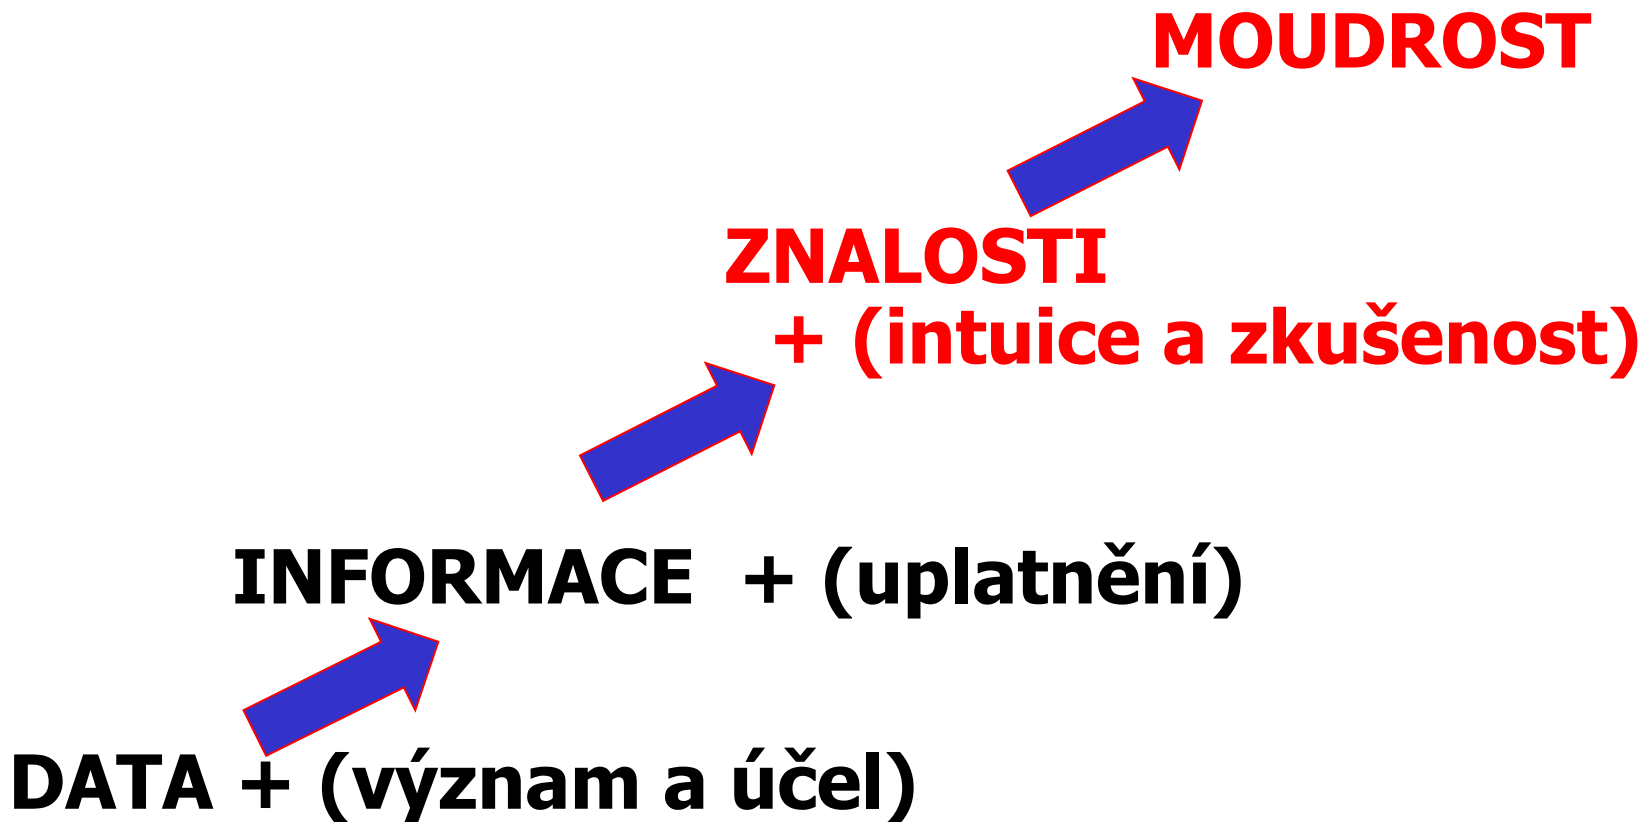 MOUDROST
ZNALOSTI
+ (intuice a zkušenost)
INFORMACE + (uplatnění)
DATA + (význam a účel)